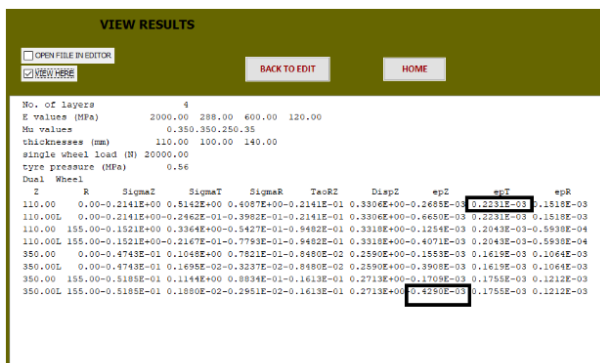 VIEW RESULTS
OPEN FILE IN EDITOR
VIEW HERE
BACK TO EDIT
HOME
No. of layers 4
E values (MPa) 2000.00 288.00 600.00 120.00
Mu values 0.350.350.250.35
thicknesses (mm) 110.00 100.00 140.00
single wheel load (N) 20000.00
tyre pressure (MPa) 0.56
Dual Wheel
Z R SigmaZ SigmaT SigmaR TaoRZ DispZ epZ epT epR
110.00 0.00-0.2141E+00 0.5142E+00 0.4087E+00-0.2141E-01 0.3306E+00-0.2685E-03 0.2231E-03 0.1518E-03
110.00L 0.00-0.2141E+00-0.2462E-01-0.3982E-01-0.2141E-01 0.3306E+00-0.6650E-03 0.2231E-03 0.1518E-03
110.00 155.00-0.1521E+00 0.3364E+00-0.5427E-01-0.9482E-01 0.3318E+00-0.1254E-03 0.2043E-03-0.5938E-04
110.00L 155.00-0.1521E+00-0.2167E-01-0.7793E-01-0.9482E-01 0.3318E+00-0.4071E-03 0.2043E-03-0.5938E-04
350.00 0.00-0.4743E-01 0.1048E+00 0.7821E-01-0.8480E-02 0.2590E+00-0.1553E-03 0.1619E-03 0.1064E-03
350.00L 0.00-0.4743E-01 0.1695E-02-0.3237E-02-0.8480E-02 0.2590E+00-0.3908E-03 0.1619E-03 0.1064E-03
350.00 155.00-0.5185E-01 0.1144E+00 0.8834E-01-0.1613E-01 0.2713E+00-0.1709E-03 0.1755E-03 0.1212E-03
350.00L 155.00-0.5185E-01 0.1880E-02-0.2951E-02-0.1613E-01 0.2713E+00-0.4290E-03 0.1755E-03 0.1212E-03